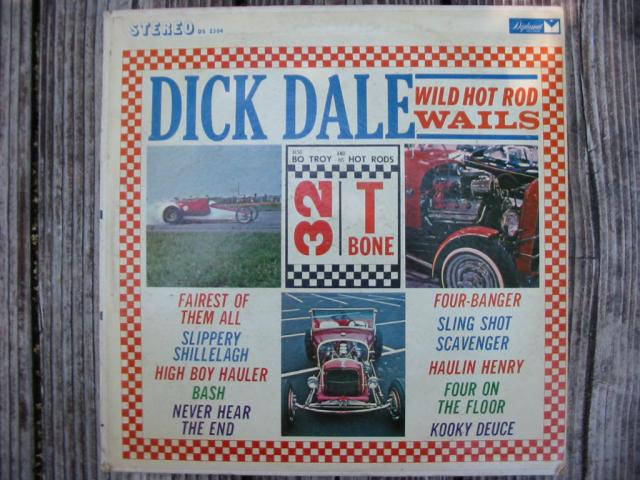 STEREO DS 2304
Diplomat
DICK DALE
WILD HOT ROD
WAILS
ALSO BO TROY AND HIS HOT RODS
32
T
BONE
FAIREST OF
THEM ALL
SLIPPERY
SHILLELAGH
HIGH BOY HAULER
BASH
NEVER HEAR
THE END
FOUR-BANGER
SLING SHOT
SCAVENGER
HAULIN HENRY
FOUR ON
THE FLOOR
KOOKY DEUCE